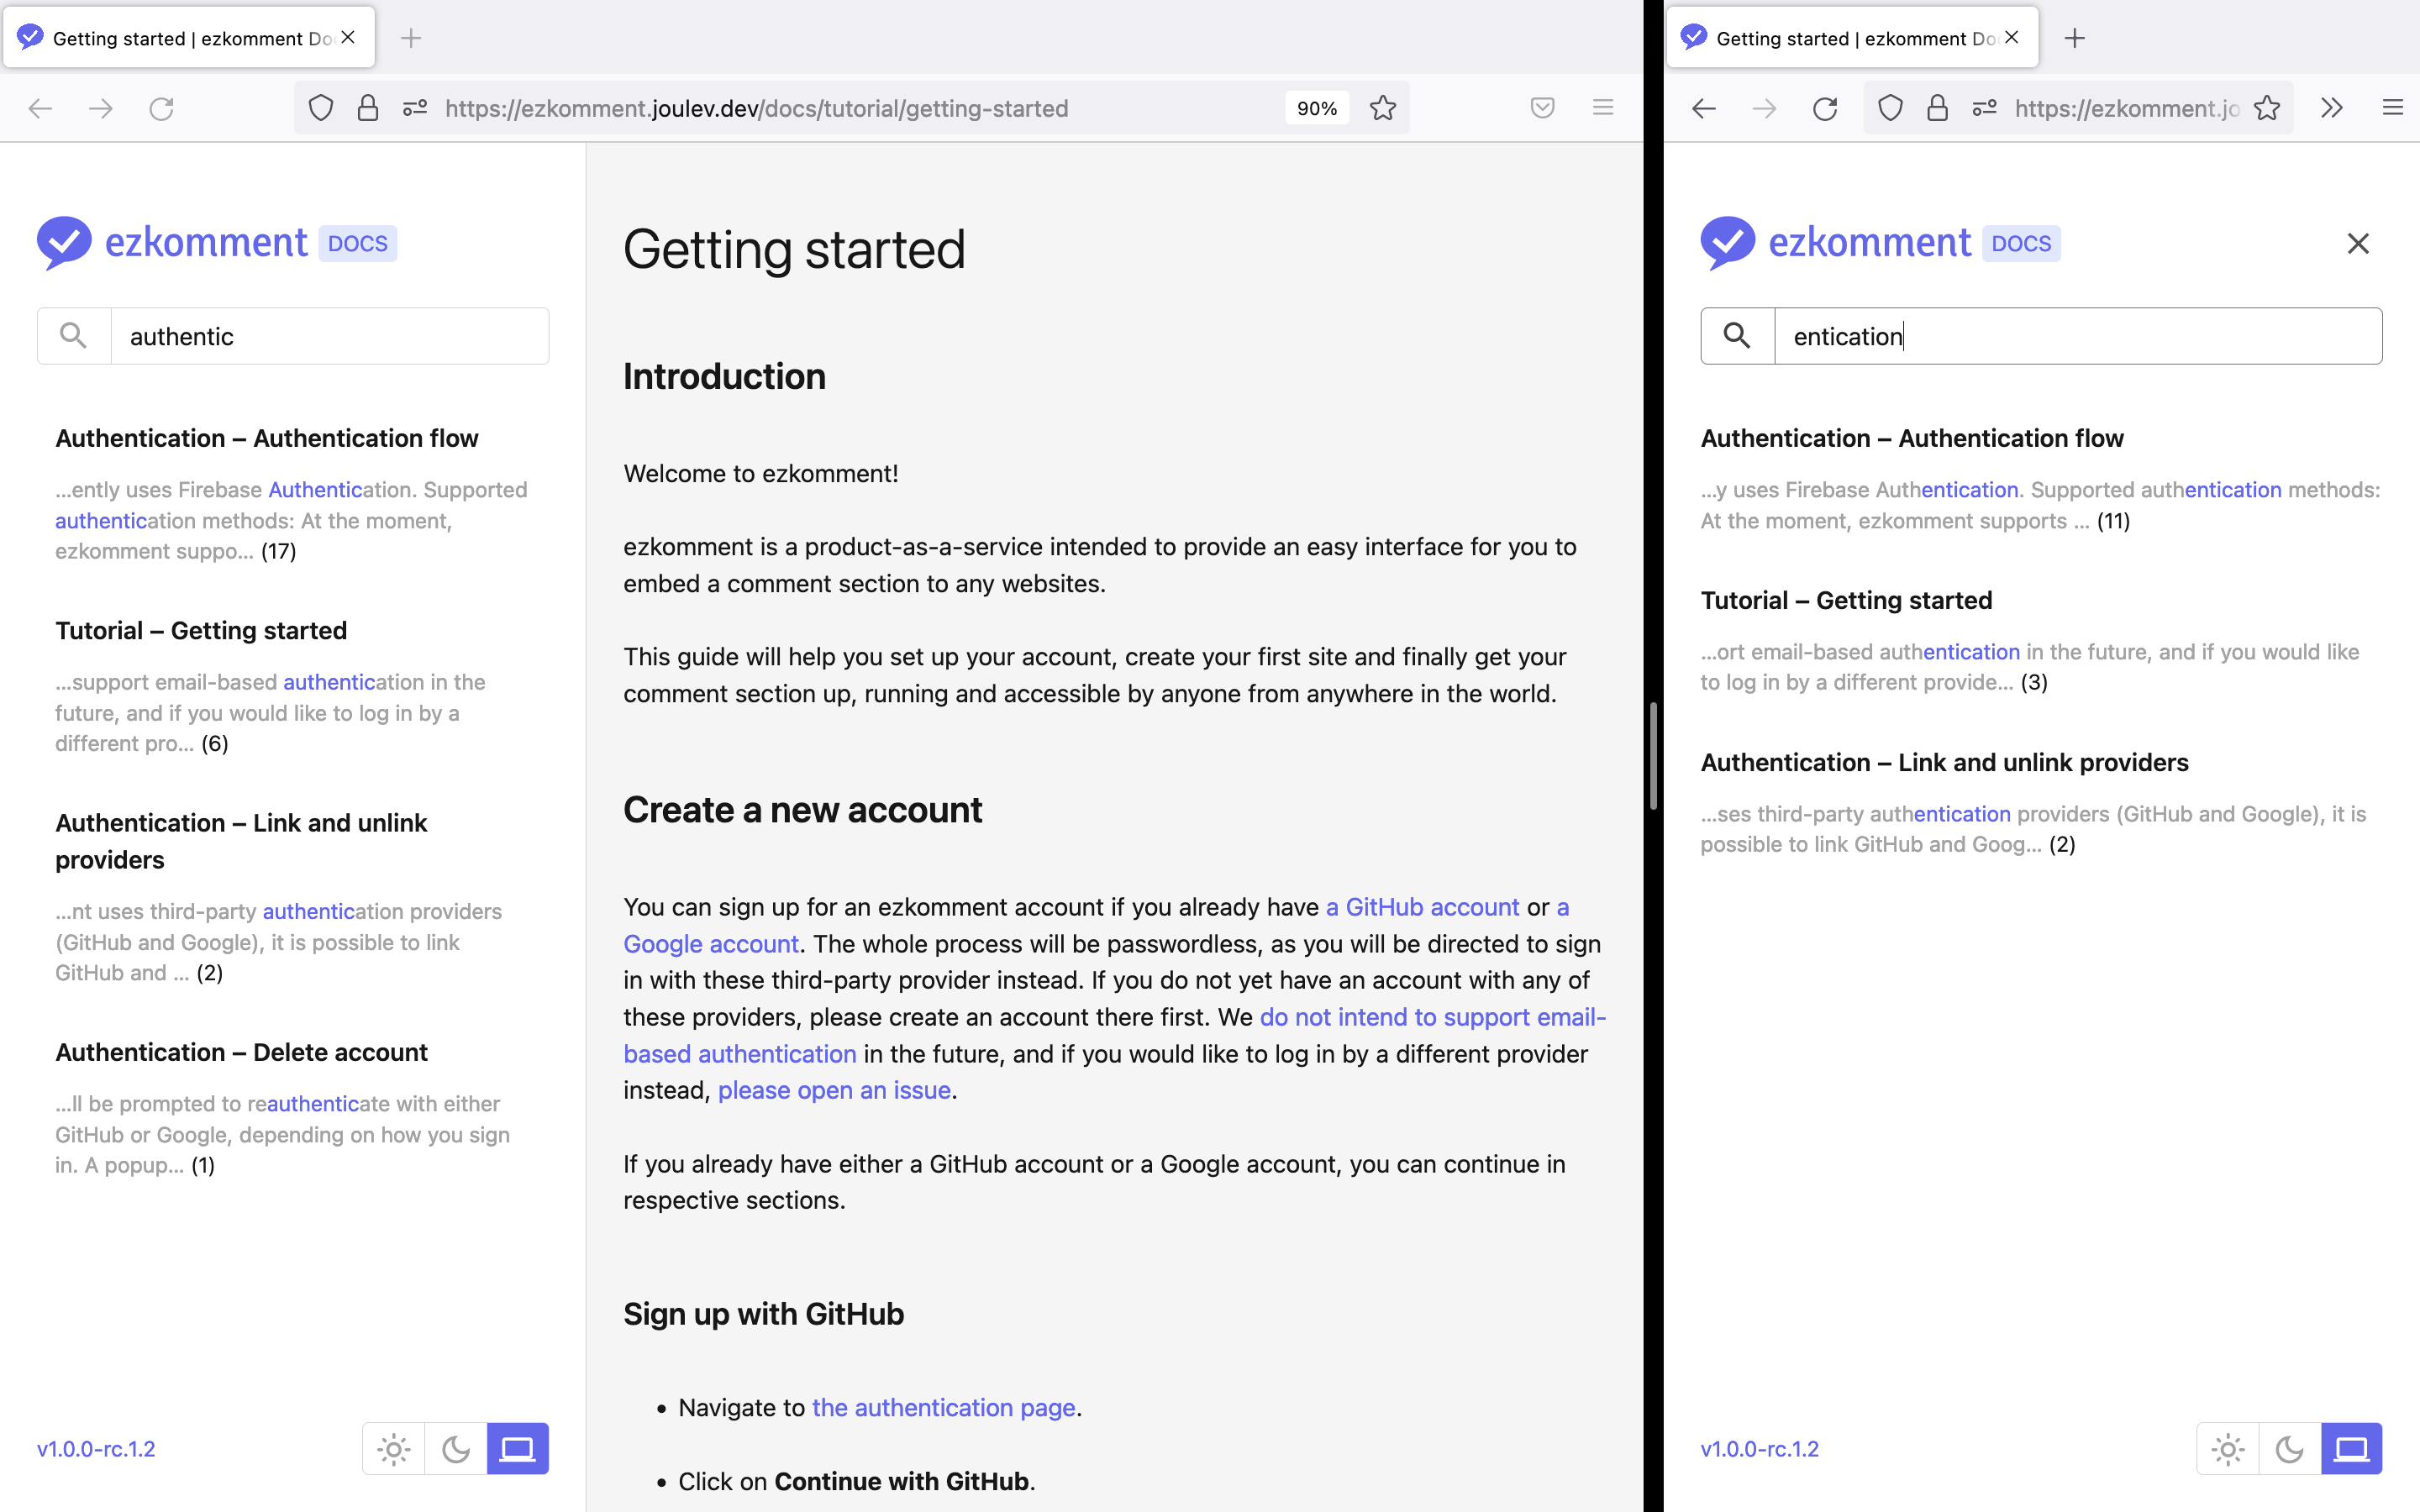 Getting started | ezkomment Do
https://ezkomment.joulev.dev/docs/tutorial/getting-started
90%
ezkomment DOCS
authentic
Authentication – Authentication flow
...ently uses Firebase Authentication. Supported
authentication methods: At the moment,
ezkomment suppo... (17)
Tutorial – Getting started
...support email-based authentication in the
future, and if you would like to log in by a
different pro... (6)
Authentication – Link and unlink
providers
...nt uses third-party authentication providers
(GitHub and Google), it is possible to link
GitHub and ... (2)
Authentication – Delete account
...ll be prompted to reauthenticate with either
GitHub or Google, depending on how you sign
in. A popup... (1)
v1.0.0-rc.1.2
Getting started
Introduction
Welcome to ezkomment!
ezkomment is a product-as-a-service intended to provide an easy interface for you to
embed a comment section to any websites.
This guide will help you set up your account, create your first site and finally get your
comment section up, running and accessible by anyone from anywhere in the world.
Create a new account
You can sign up for an ezkomment account if you already have a GitHub account or a
Google account. The whole process will be passwordless, as you will be directed to sign
in with these third-party provider instead. If you do not yet have an account with any of
these providers, please create an account there first. We do not intend to support email-
based authentication in the future, and if you would like to log in by a different provider
instead, please open an issue.
If you already have either a GitHub account or a Google account, you can continue in
respective sections.
Sign up with GitHub
• Navigate to the authentication page.
• Click on Continue with GitHub.
Getting started | ezkomment Do
https://ezkomment.jo
ezkomment DOCS
entication
Authentication – Authentication flow
...y uses Firebase Authentication. Supported authentication methods:
At the moment, ezkomment supports ... (11)
Tutorial – Getting started
...ort email-based authentication in the future, and if you would like
to log in by a different provide... (3)
Authentication – Link and unlink providers
...ses third-party authentication providers (GitHub and Google), it is
possible to link GitHub and Goog... (2)
v1.0.0-rc.1.2